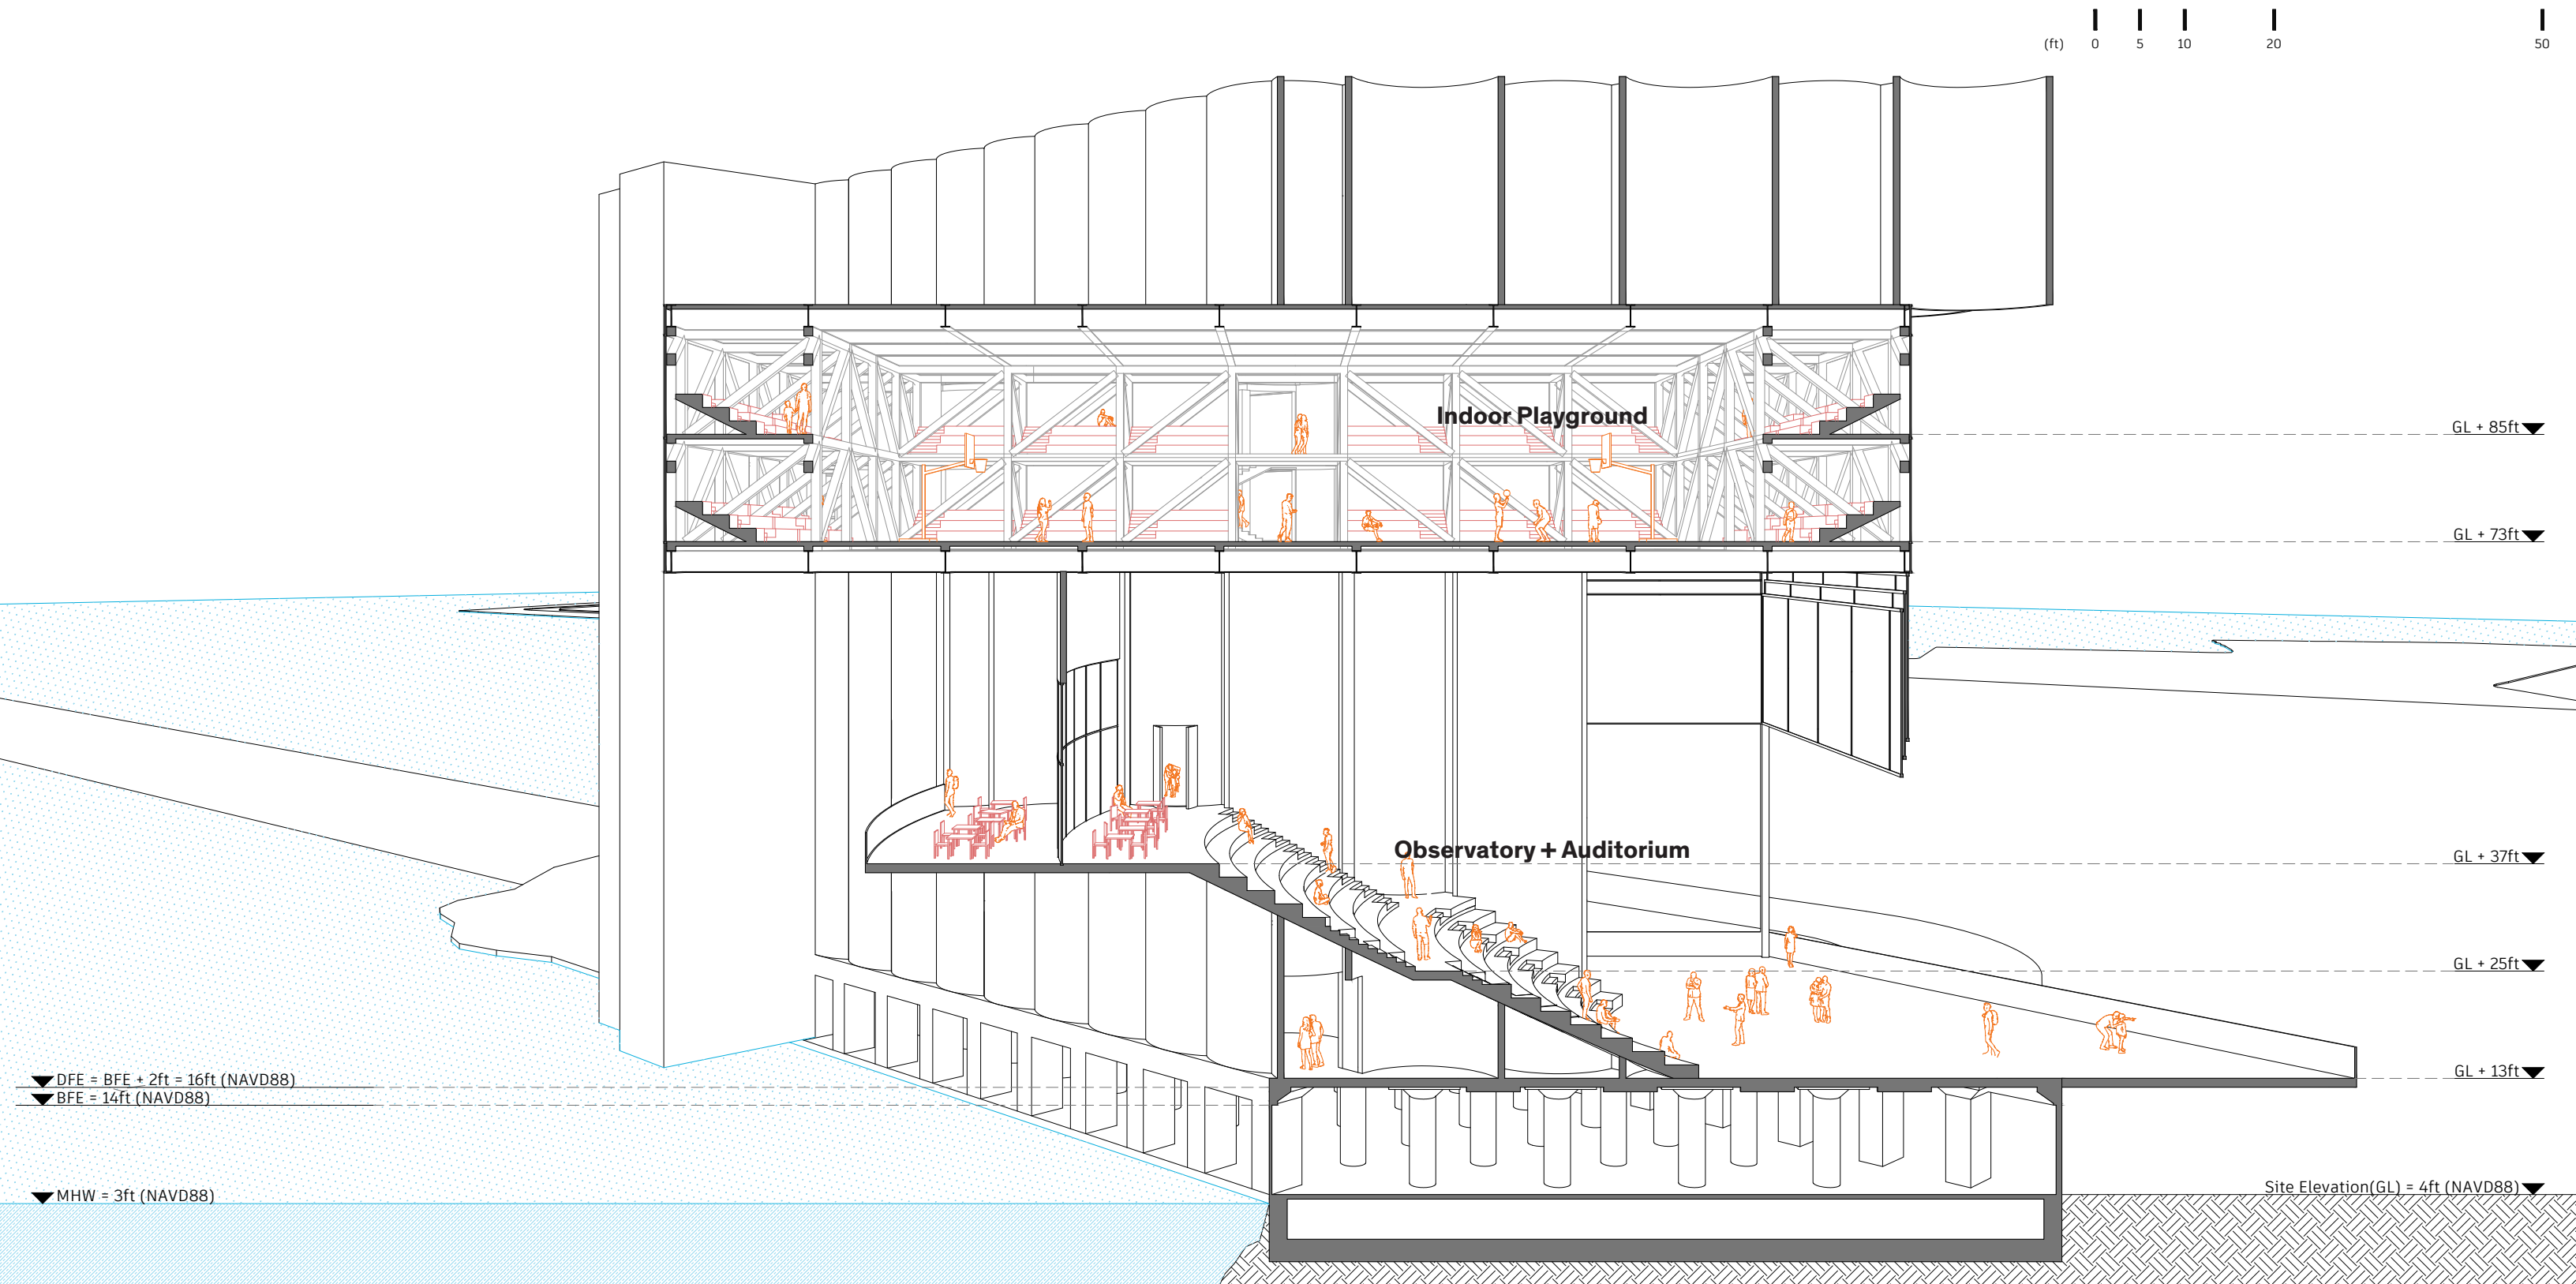 (ft) 0 5 10 20 50
Indoor Playground
GL + 85ft
GL + 73ft
Observatory + Auditorium
GL + 37ft
GL + 25ft
GL + 13ft
DFE = BFE + 2ft = 16ft (NAVD88)
BFE = 14ft (NAVD88)
Site Elevation(GL) = 4ft (NAVD88)
MHW = 3ft (NAVD88)